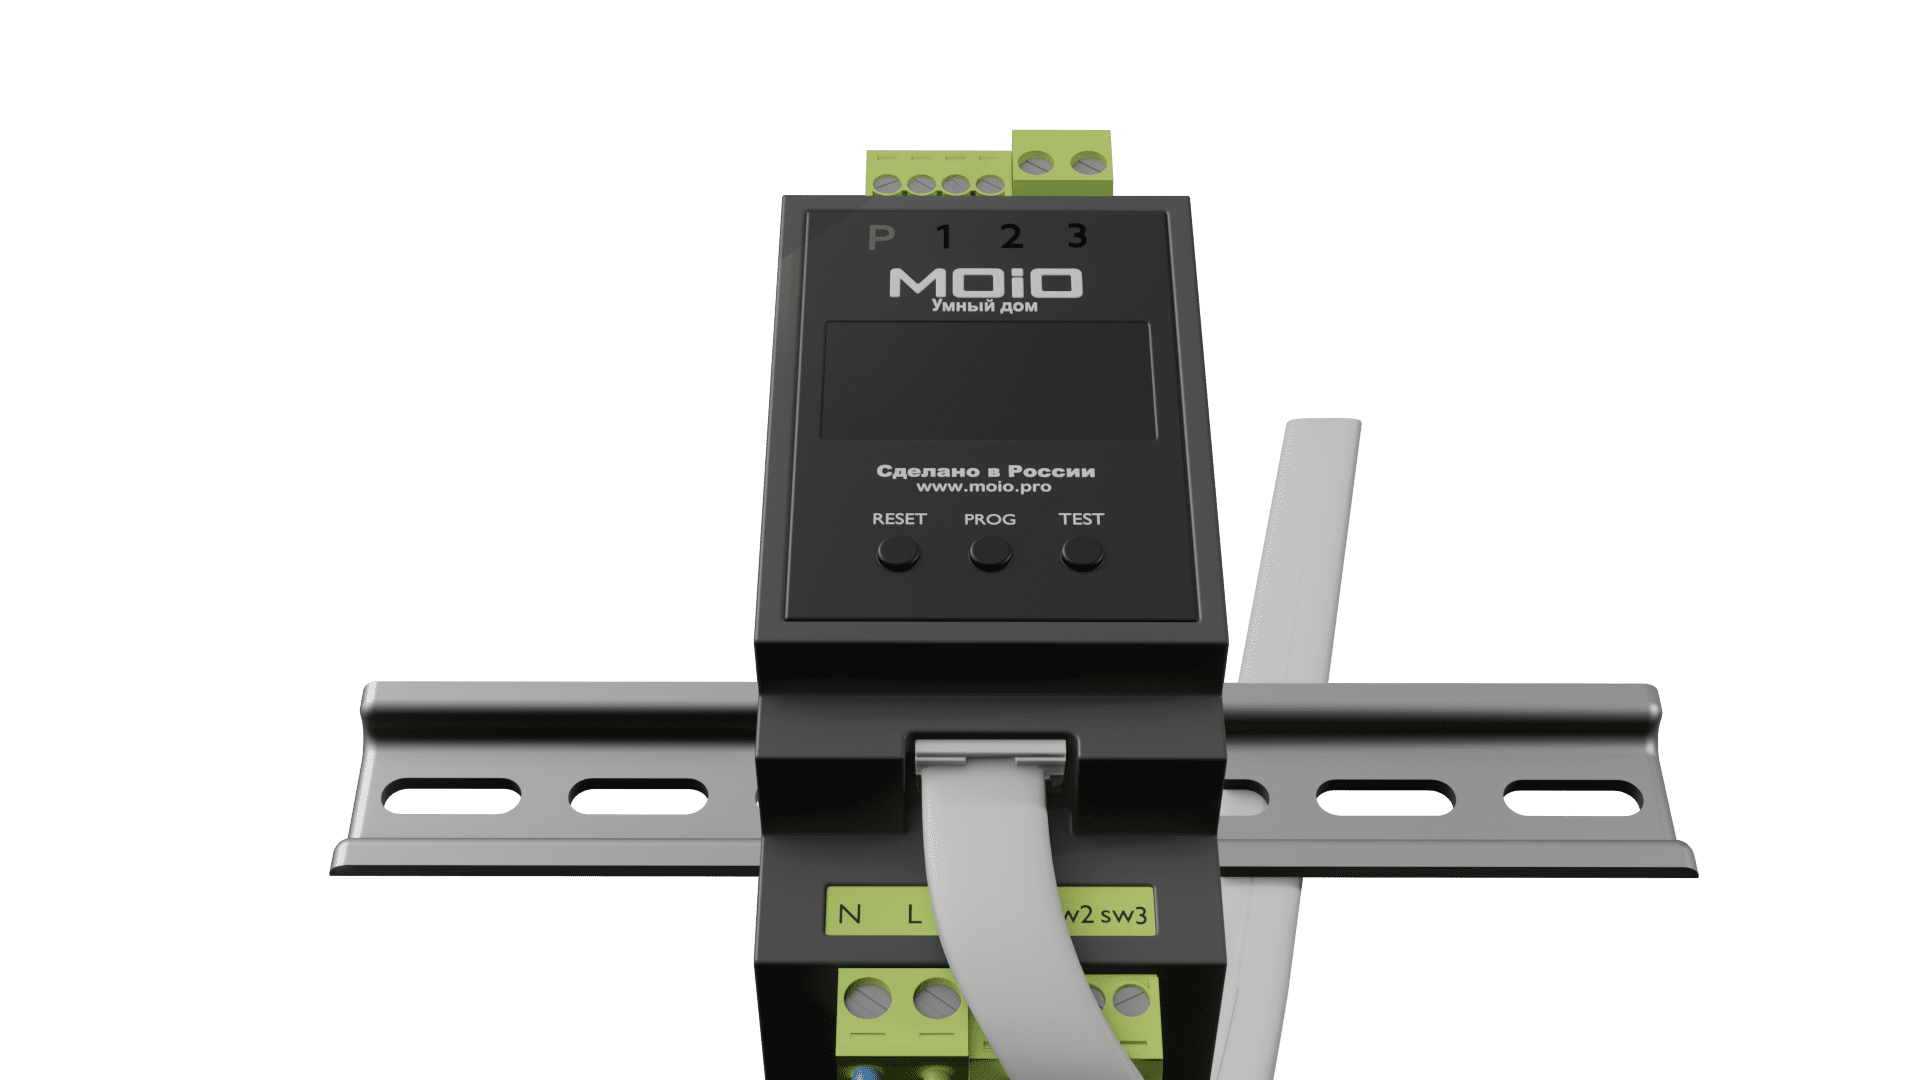 P 1 2 3
MOiO
Умный дом
Сделано в России
www.moio.pro
RESET PROG TEST
N L sw3